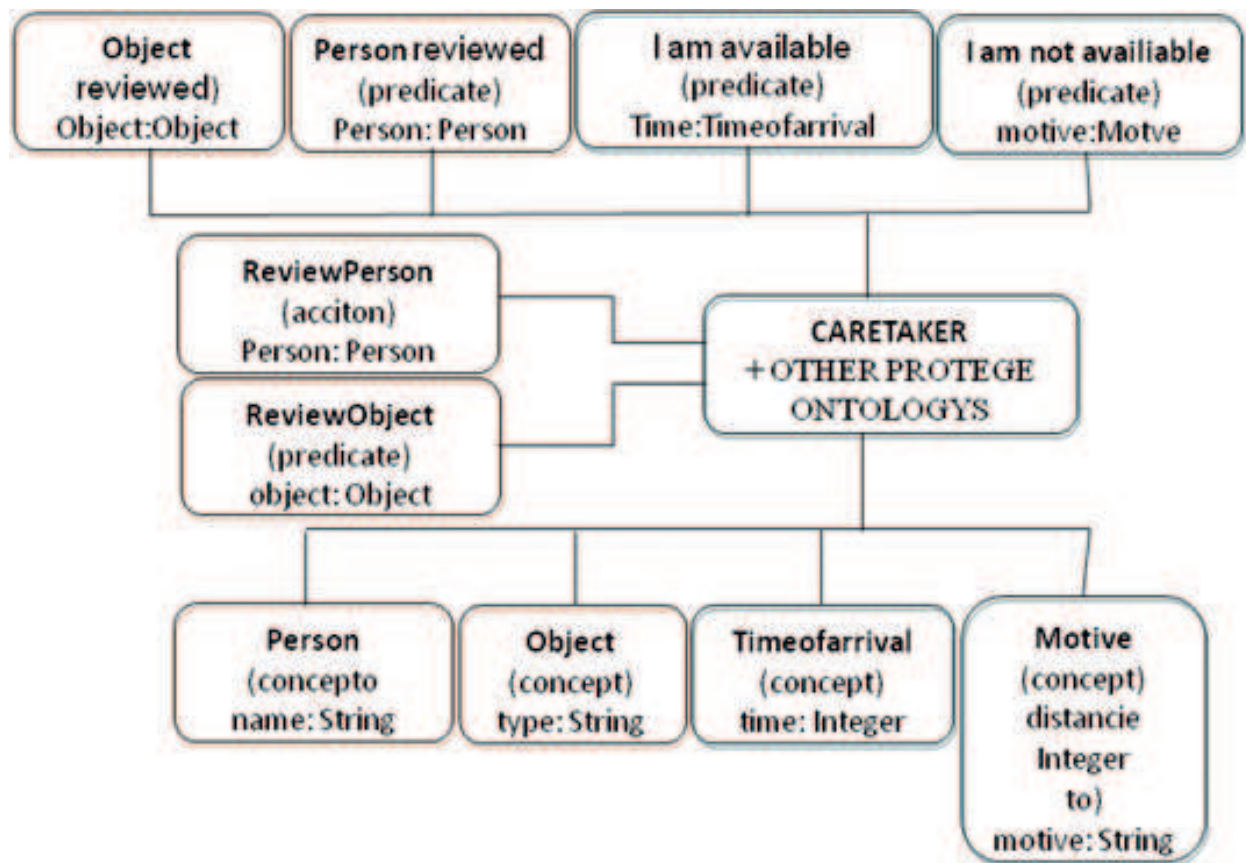 Object
reviewed)
Object:Object
Person reviewed
(predicate)
Person: Person
I am available
(predicate)
Time:Timeofarrival
I am not availiable
(predicate)
motive:Motve
ReviewPerson
(acciton)
Person: Person
ReviewObject
(predicate)
object: Object
CARETAKER
+ OTHER PROTEGE
ONTOLOGYS
Person
(concepto
name: String
Object
(concept)
type: String
Timeofarrival
(concept)
time: Integer
Motive
(concept)
distancie
Integer
to)
motive: String